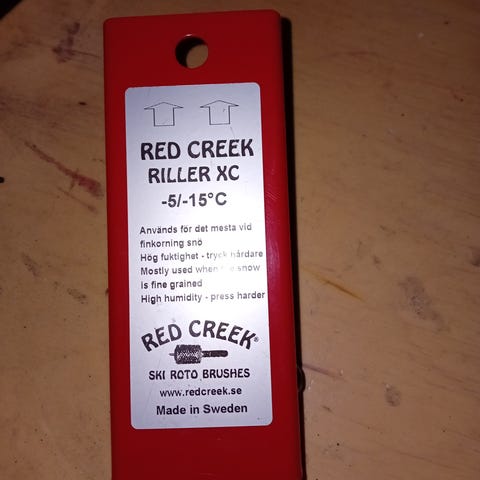 RED CREEK
RILLER XC
-5/-15°C
Används för det mesta vid
finkorning snö
Hög fuktighet - tryck hårdare
Mostly used when the snow
is fine grained
High humidity - press harder
RED CREEK®
SKI ROTO BRUSHES
www.redcreek.se
Made in Sweden